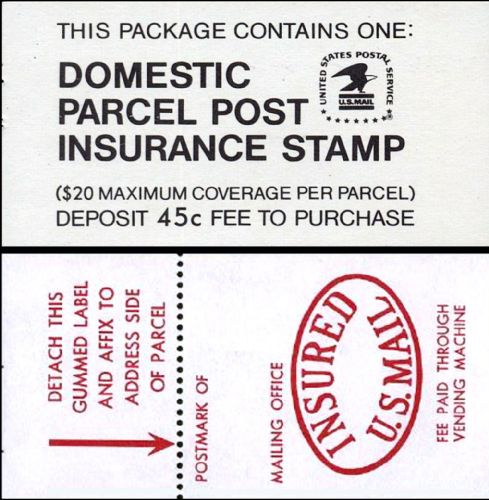 THIS PACKAGE CONTAINS ONE:
DOMESTIC
PARCEL POST
INSURANCE STAMP
UNITED STATES POSTAL SERVICE
U.S.MAIL
®
($20 MAXIMUM COVERAGE PER PARCEL)
DEPOSIT 45c FEE TO PURCHASE
DETACH THIS
GUMMED LABEL
AND AFFIX TO
ADDRESS SIDE
OF PARCEL
POSTMARK OF
MAILING OFFICE
INSURED
U.S.MAIL
FEE PAID THROUGH
VENDING MACHINE